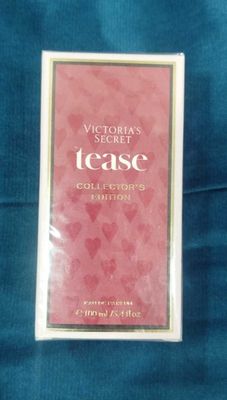 VICTORIA'S
SECRET
tease
COLLECTOR'S
EDITION
EAU DE PARFUM
℮ 100 ml / 3.4 fl oz